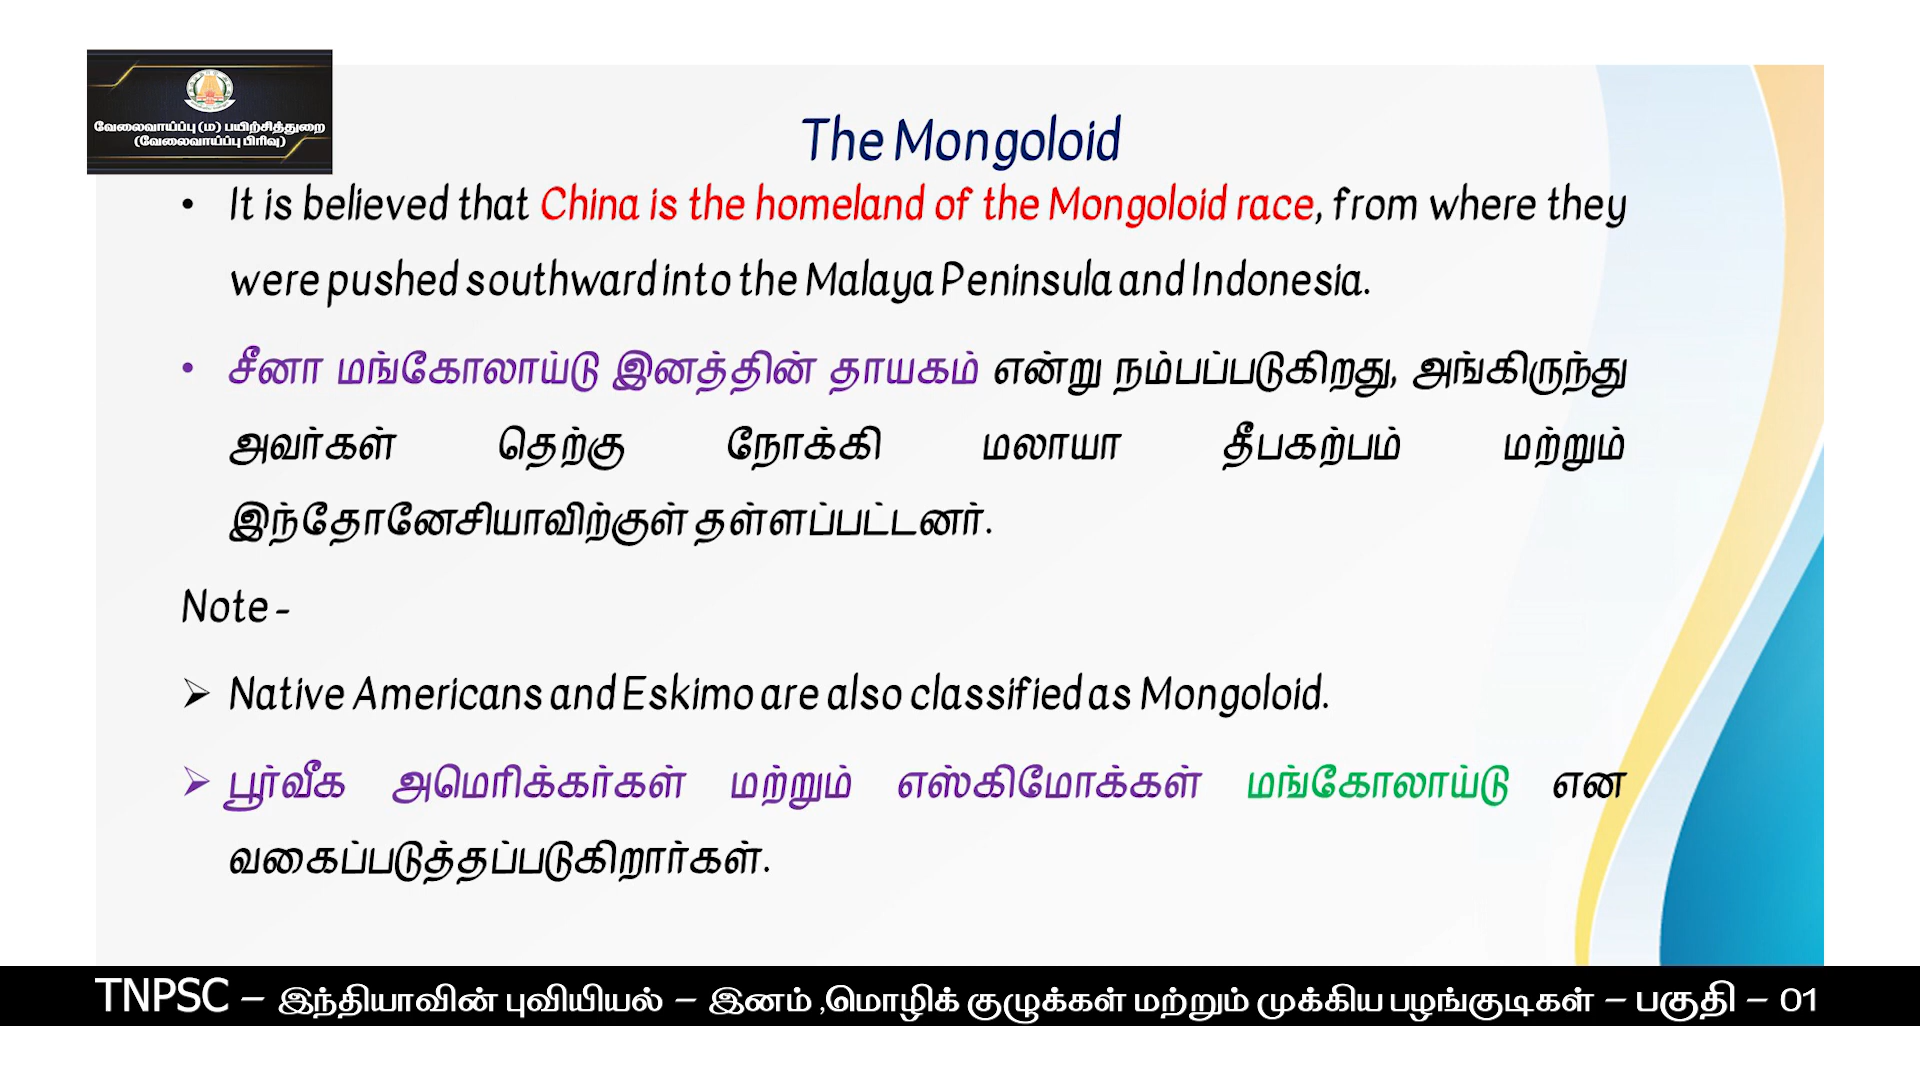 வேலைவாய்ப்பு (ம) பயிற்சித்துறை
(வேலைவாய்ப்பு பிரிவு)
The Mongoloid
• It is believed that China is the homeland of the Mongoloid race, from where they
were pushed southward into the Malaya Peninsula and Indonesia.
• சீனா மங்கோலாய்டு இனத்தின் தாயகம் என்று நம்பப்படுகிறது, அங்கிருந்து
அவர்கள் தெற்கு நோக்கி மலாயா தீபகற்பம் மற்றும்
இந்தோனேசியாவிற்குள் தள்ளப்பட்டனர்.
Note -
➢ Native Americans and Eskimo are also classified as Mongoloid.
➢ பூர்வீக அமெரிக்கர்கள் மற்றும் எஸ்கிமோக்கள் மங்கோலாய்டு என
வகைப்படுத்தப்படுகிறார்கள்.
TNPSC – இந்தியாவின் புவியியல் – இனம் ,மொழிக் குழுக்கள் மற்றும் முக்கிய பழங்குடிகள் – பகுதி – 01